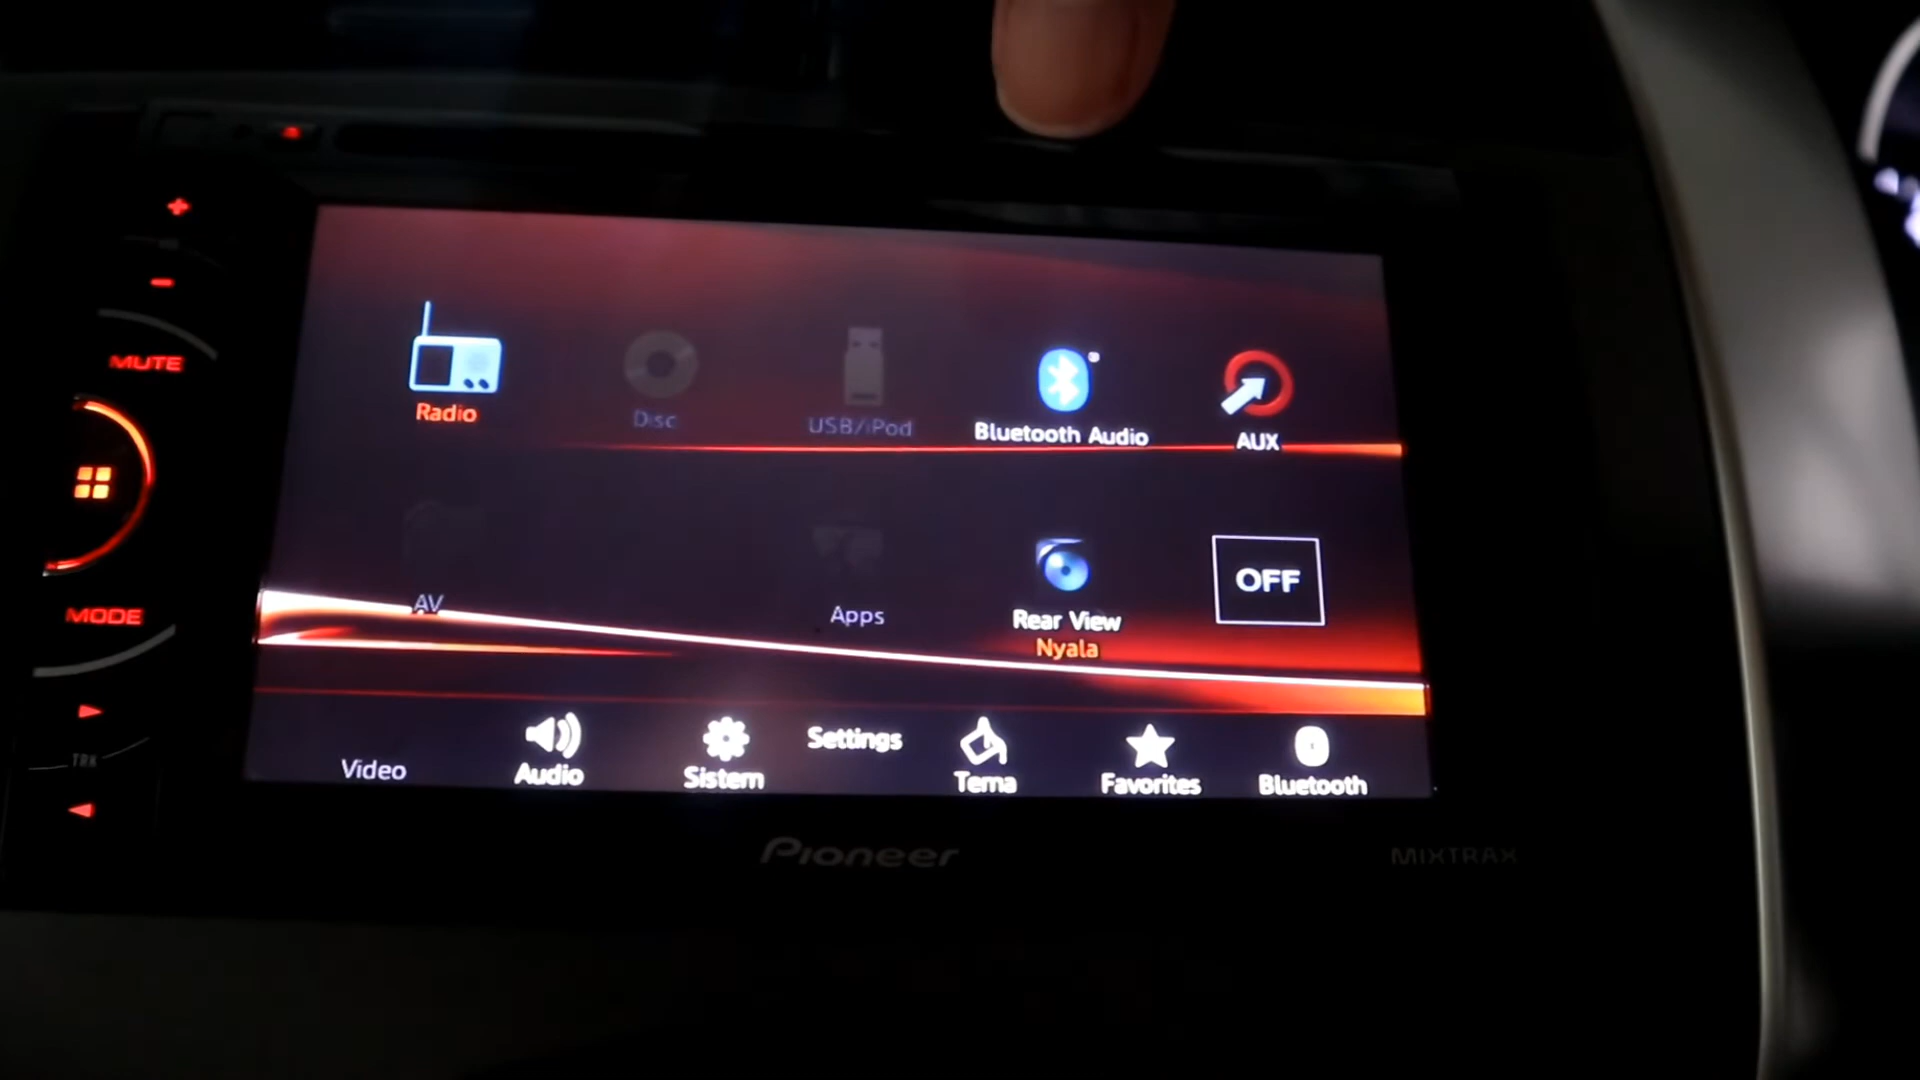 MUTE
MODE
TRK
Radio
Disc
USB/iPod
Bluetooth Audio
AUX
AV
Apps
Rear View
Nyala
OFF
Video
Audio
Sistem
Settings
Tema
Favorites
Bluetooth
Pioneer
MIXTRAX